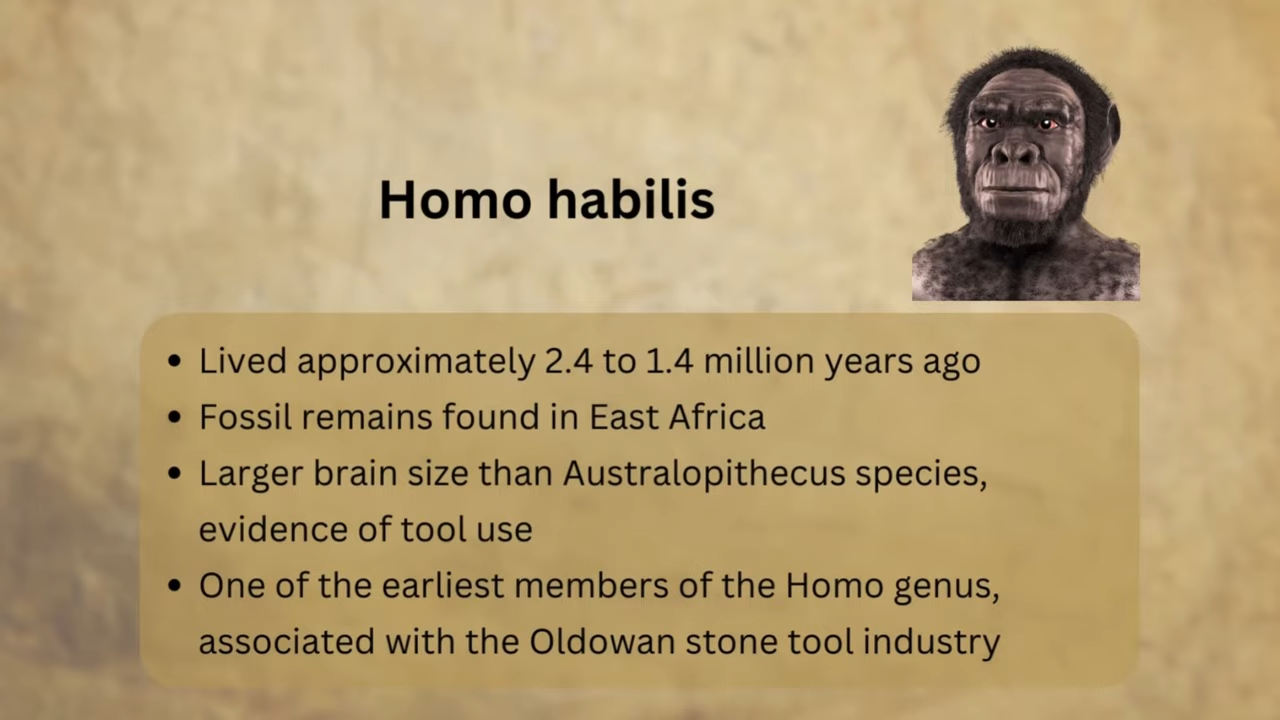 Homo habilis
• Lived approximately 2.4 to 1.4 million years ago
• Fossil remains found in East Africa
• Larger brain size than Australopithecus species,
evidence of tool use
• One of the earliest members of the Homo genus,
associated with the Oldowan stone tool industry